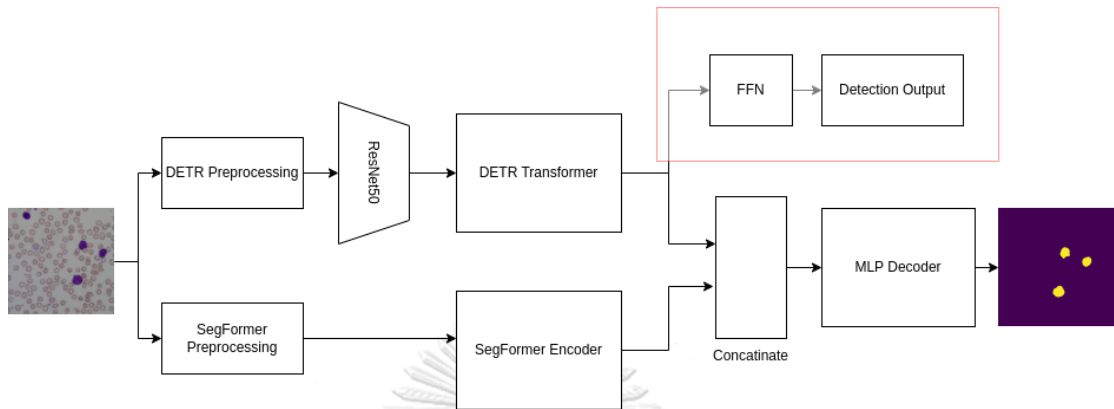 FFN
Detection Output
DETR Preprocessing
ResNet50
DETR Transformer
MLP Decoder
SegFormer
Preprocessing
SegFormer Encoder
Concatinate